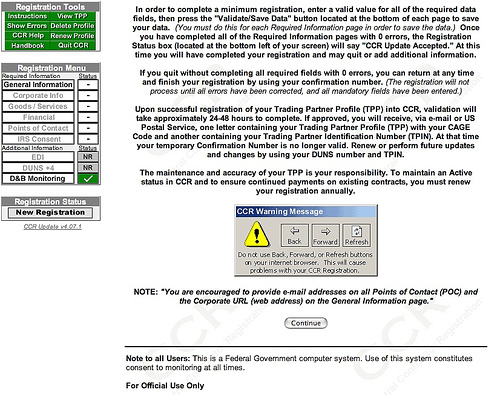 Registration Tools
Instructions View TPP
Show Errors Delete Profile
CCR Help Renew Profile
Handbook Quit CCR
Registration Menu
Required Information Status
General Information -
Corporate Info -
Goods / Services -
Financial -
Points of Contact -
IRS Consent -
Additional Information Status
EDI NR
DUNS +4 NR
D&B Monitoring ✓
Registration Status
New Registration
CCR Update v4.07.1
In order to complete a minimum registration, enter a valid value for all of the required data
fields, then press the "Validate/Save Data" button located at the bottom of each page to save
your data. (You must do this for each Required Information page in order to save the data.) Once
you have completed all of the Required Information pages with 0 errors, the Registration
Status box (located at the bottom left of your screen) will say "CCR Update Accepted." At this
time you will have completed your registration and may quit or add additional information.
If you quit without completing all required fields with 0 errors, you can return at any time
and finish your registration by using your confirmation number. (The registration will not
process until all errors have been corrected, and all mandatory fields have been entered.)
Upon successful registration of your Trading Partner Profile (TPP) into CCR, validation will
take approximately 24-48 hours to complete. If approved, you will receive, via e-mail or US
Postal Service, one letter containing your Trading Partner Profile (TPP) with your CAGE
Code and another containing your Trading Partner Identification Number (TPIN). At that time
your temporary Confirmation Number is no longer valid. Renew or perform future updates
and changes by using your DUNS number and TPIN.
The maintenance and accuracy of your TPP is your responsibility. To maintain an Active
status in CCR and to ensure continued payments on existing contracts, you must renew
your registration annually.
CCR Warning Message
Back Forward Refresh
Do not use Back, Forward, or Refresh buttons
on your internet browser. This will cause
problems with your CCR Registration.
NOTE: "You are encouraged to provide e-mail addresses on all Points of Contact (POC) and
the Corporate URL (web address) on the General Information page."
Continue
Note to all Users: This is a Federal Government computer system. Use of this system constitutes
consent to monitoring at all times.
For Official Use Only